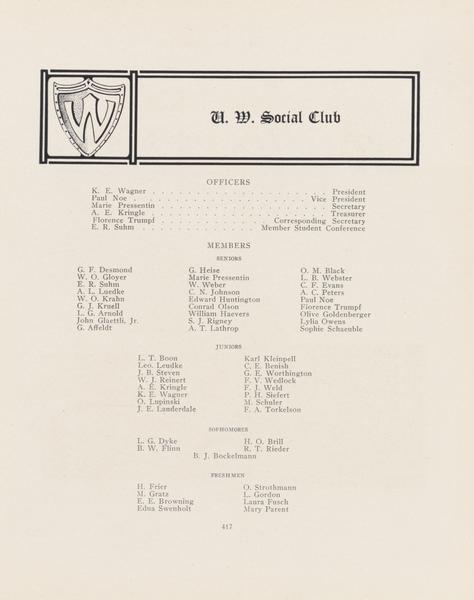 W
U. W. Social Club
OFFICERS
K. E. Wagner . . . . . . . . . . . . . . . . . . . . . President
Paul Noe . . . . . . . . . . . . . . . . . . . . . Vice President
Marie Pressentin . . . . . . . . . . . . . . . . . . . Secretary
A. E. Kringle . . . . . . . . . . . . . . . . . . . . Treasurer
Florence Trumpf . . . . . . . . . . . . . Corresponding Secretary
E. R. Suhm . . . . . . . . . . . . . . Member Student Conference
MEMBERS
SENIORS
G. F. Desmond G. Heise O. M. Black
W. O. Gloyer Marie Pressentin L. B. Webster
E. R. Suhm W. Weber C. F. Evans
A. L. Luedke C. N. Johnson A. C. Peters
W. O. Krahn Edward Huntington Paul Noe
G. J. Kruell Conrad Olson Florence Trumpf
L. G. Arnold William Haevers Olive Goldenberger
John Glaettli, Jr. S. J. Rigney Lylia Owens
G. Affeldt A. T. Lathrop Sophie Schaeuble
JUNIORS
L. T. Boon Karl Kleinpell
Leo. Leudke C. E. Benish
J. B. Steven G. E. Worthington
W. J. Reinert F. V. Wedlock
A. E. Kringle F. J. Weld
K. E. Wagner P. H. Siefert
O. Lupinski M. Schuler
J. E. Lauderdale F. A. Torkelson
SOPHOMORES
L. G. Dyke H. O. Brill
B. W. Flinn R. T. Rieder
B. J. Bockelmann
FRESHMEN
H. Frier O. Strothmann
M. Gratz L. Gordon
E. E. Browning Laura Fusch
Edna Swenholt Mary Parent
417